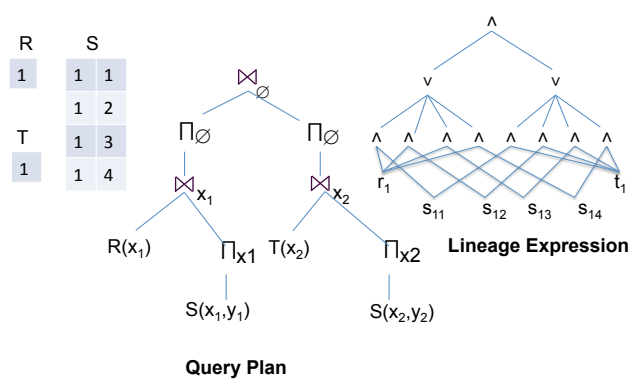 R
S
1
1 1
1 2
T
1 3
1
1 4
⋈∅
Π∅ Π∅
⋈x₁ ⋈x₂
R(x₁) Πx1 T(x₂) Πx2
S(x₁,y₁) S(x₂,y₂)
Query Plan
∧
∨ ∨
∧ ∧ ∧ ∧ ∧ ∧ ∧ ∧
r₁ t₁
s₁₁ s₁₂ s₁₃ s₁₄
Lineage Expression